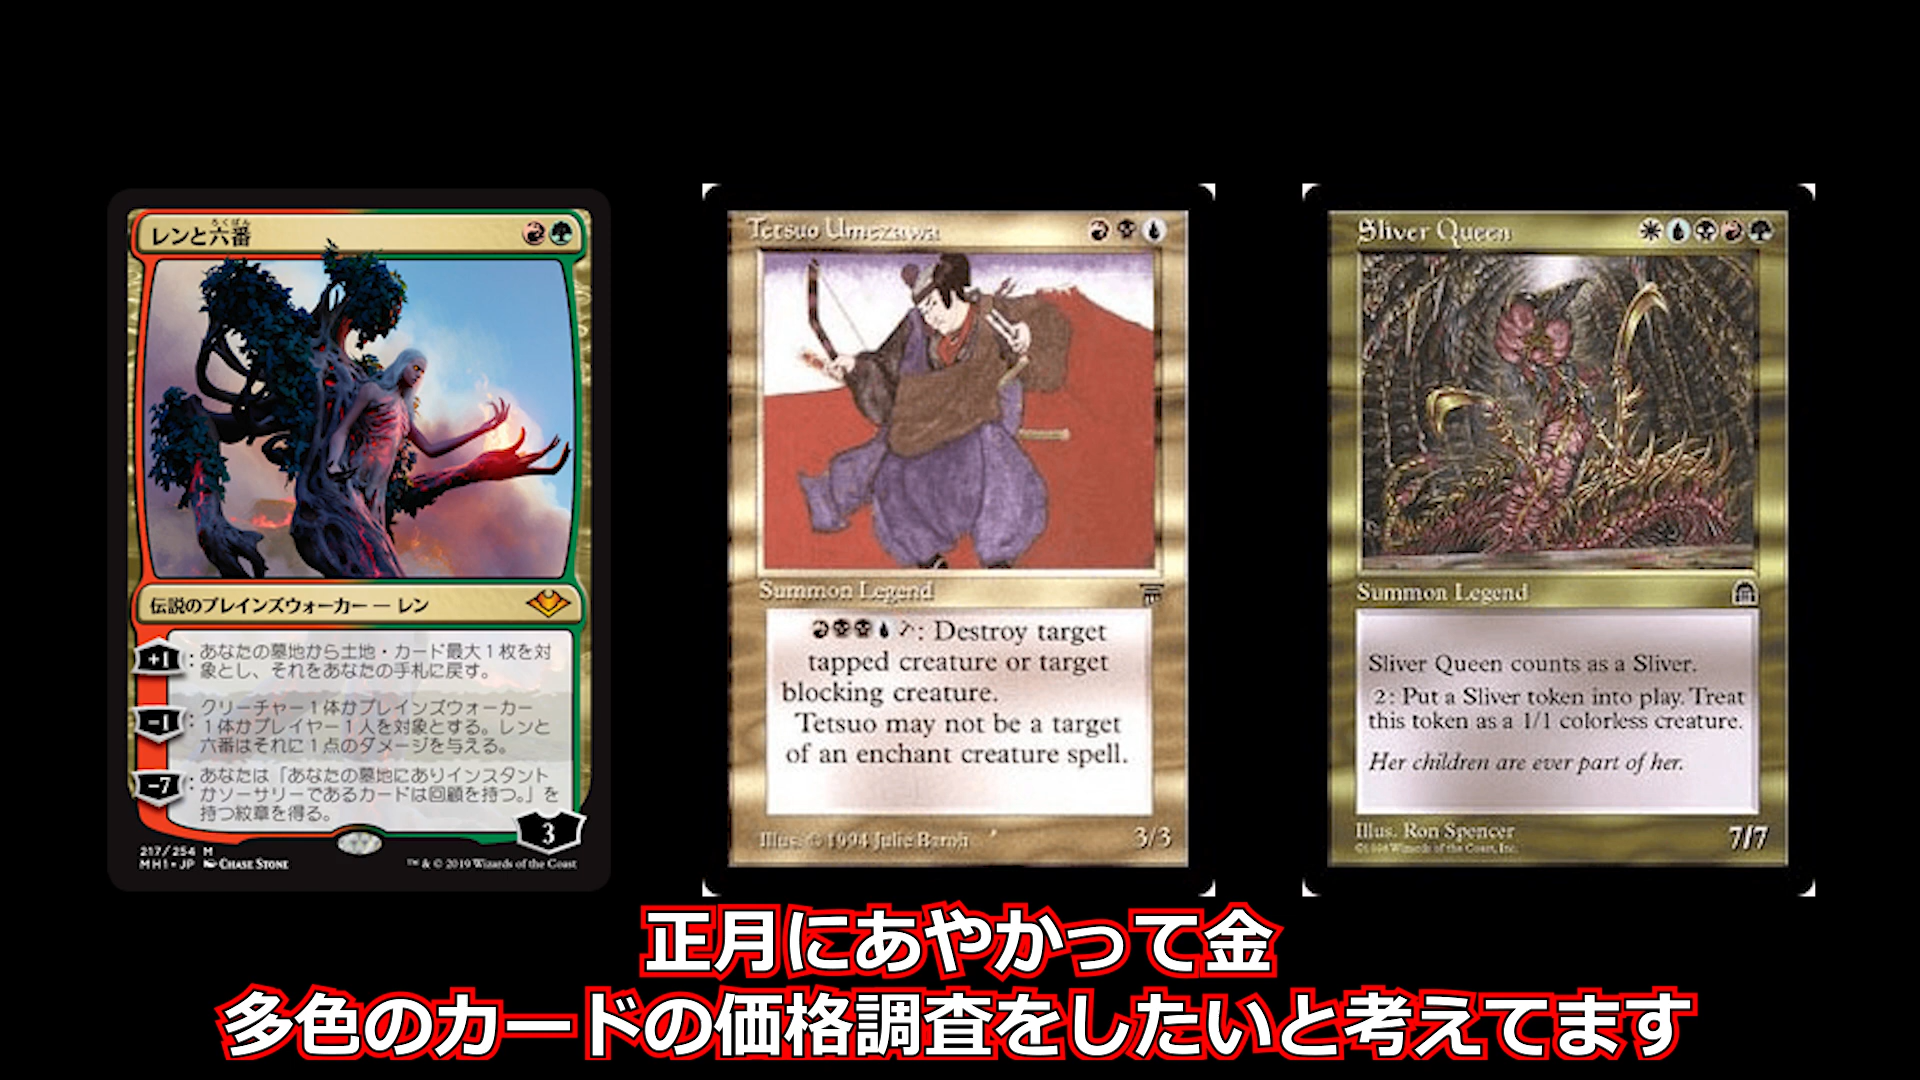 レンと六番
ろくばん
伝説のプレインズウォーカー — レン
+1 : あなたの墓地から土地・カード最大1枚を対
象とし、それをあなたの手札に戻す。
-1 : クリーチャー1体かプレインズウォーカー
1体かプレイヤー1人を対象とする。レンと
六番はそれに1点のダメージを与える。
-7 : あなたは「あなたの墓地にありインスタント
かソーサリーであるカードは回顧を持つ。」を
持つ紋章を得る。
3
217/254 M
MH1・JP CHASE STONE
™ & © 2019 Wizards of the Coast
Tetsuo Umezawa
Summon Legend
: Destroy target
tapped creature or target
blocking creature.
Tetsuo may not be a target
of an enchant creature spell.
Illus. © 1994 Julie Baroh
3/3
Sliver Queen
Summon Legend
Sliver Queen counts as a Sliver.
2: Put a Sliver token into play. Treat
this token as a 1/1 colorless creature.
Her children are ever part of her.
Illus. Ron Spencer
©1998 Wizards of the Coast, Inc.
7/7
正月にあやかって金
多色のカードの価格調査をしたいと考えてます